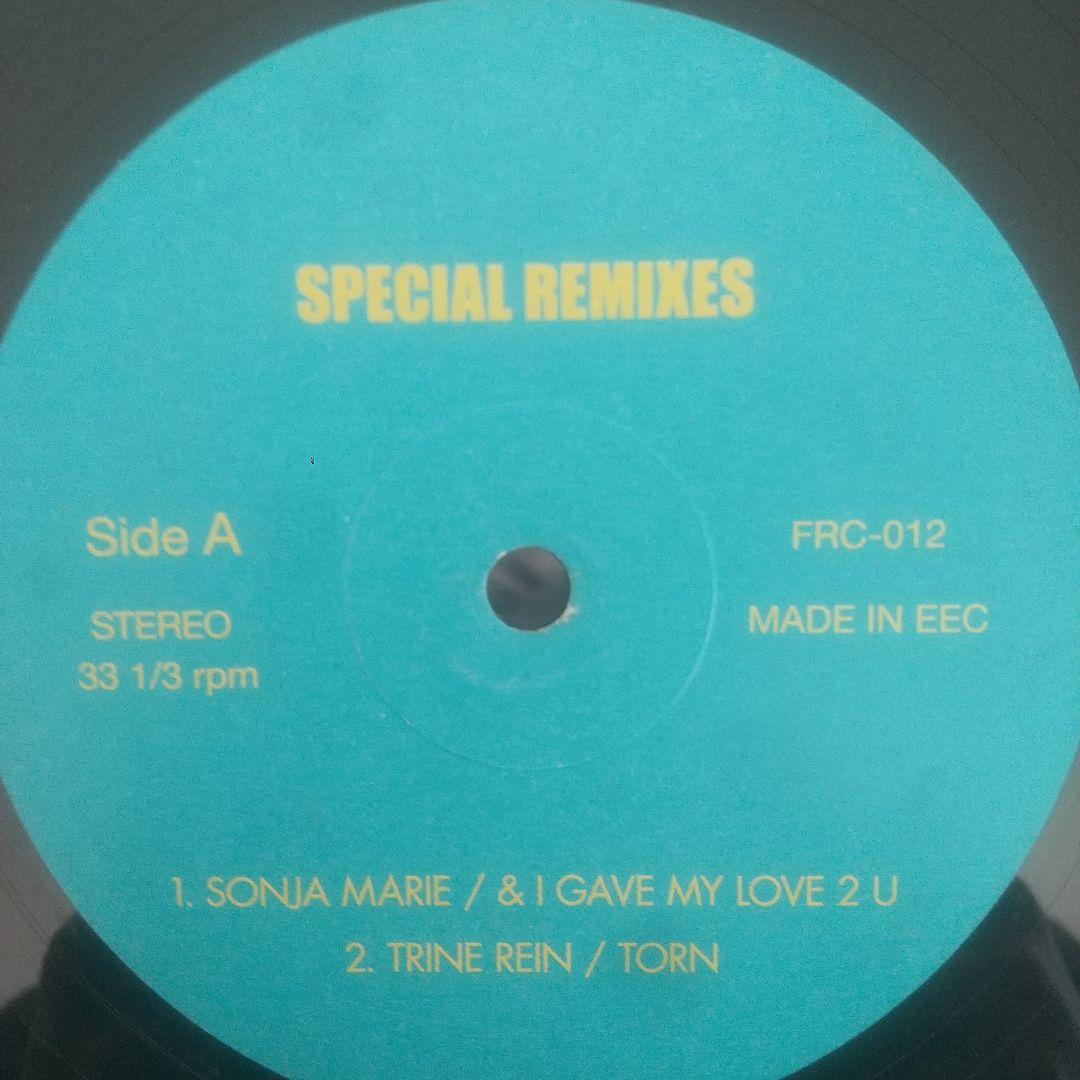 SPECIAL REMIXES
Side A
STEREO
33 1/3 rpm
FRC-012
MADE IN EEC
1. SONJA MARIE / & I GAVE MY LOVE 2 U
2. TRINE REIN / TORN